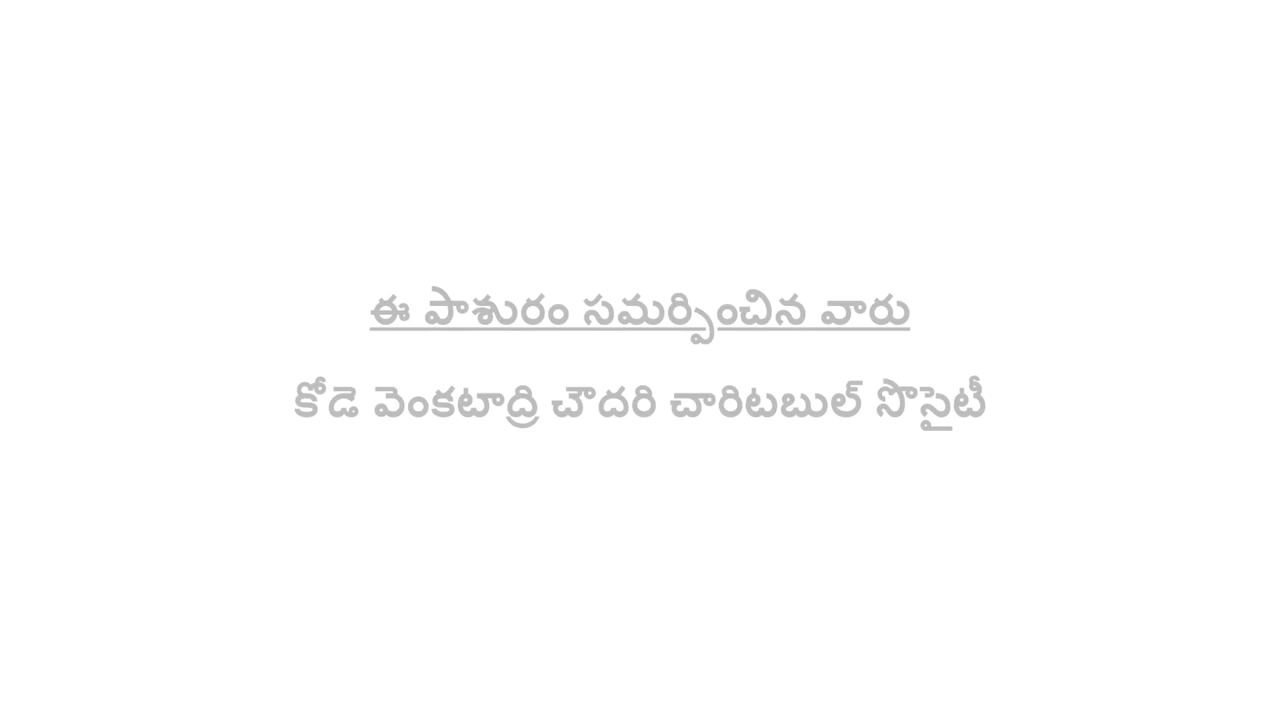 ఈ పాశురం సమర్పించిన వారు
కోడె వెంకటాద్రి చౌదరి చారిటబుల్ సొసైటీ